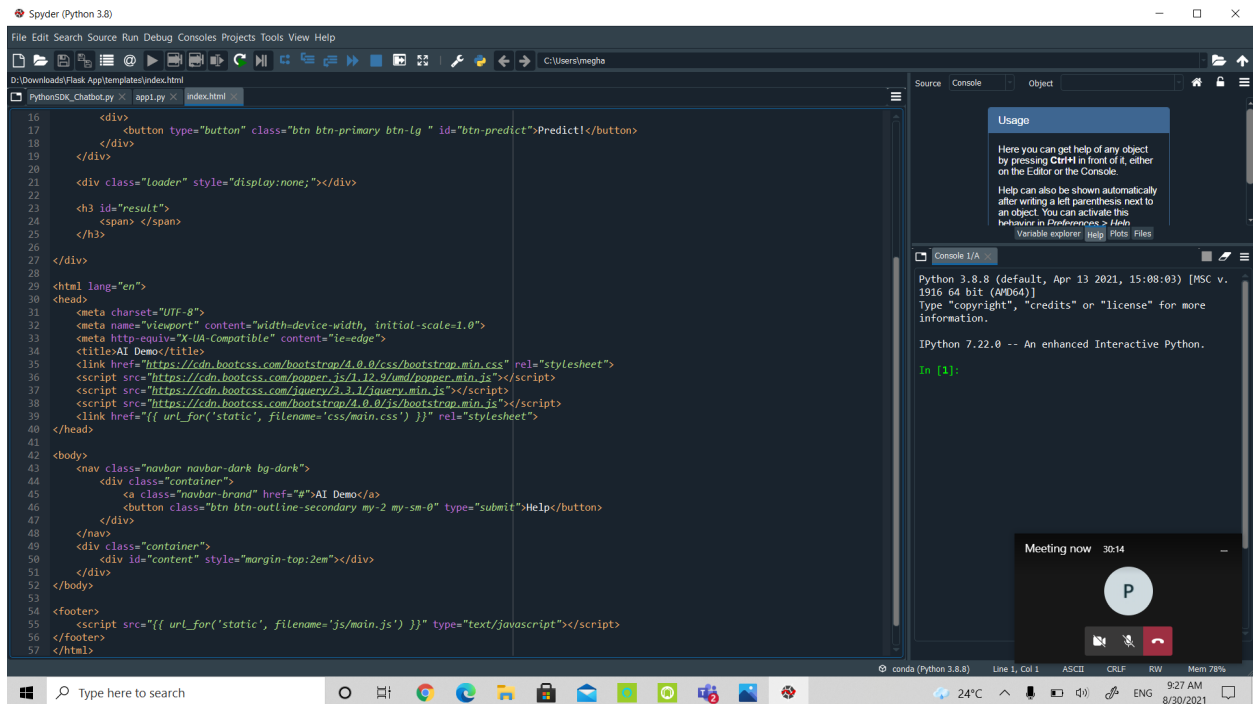 Spyder (Python 3.8)
File Edit Search Source Run Debug Consoles Projects Tools View Help
C:\Users\megha
D:\Downloads\Flask App\templates\index.html
PythonSDK_Chatbot.py
app1.py
index.html
16 <div>
17 <button type="button" class="btn btn-primary btn-lg " id="btn-predict">Predict!</button>
18 </div>
19 </div>
20
21 <div class="loader" style="display:none;"></div>
22
23 <h3 id="result">
24 <span> </span>
25 </h3>
26
27 </div>
28
29 <html lang="en">
30 <head>
31 <meta charset="UTF-8">
32 <meta name="viewport" content="width=device-width, initial-scale=1.0">
33 <meta http-equiv="X-UA-Compatible" content="ie=edge">
34 <title>AI Demo</title>
35 <link href="https://cdn.bootcss.com/bootstrap/4.0.0/css/bootstrap.min.css" rel="stylesheet">
36 <script src="https://cdn.bootcss.com/popper.js/1.12.9/umd/popper.min.js"></script>
37 <script src="https://cdn.bootcss.com/jquery/3.3.1/jquery.min.js"></script>
38 <script src="https://cdn.bootcss.com/bootstrap/4.0.0/js/bootstrap.min.js"></script>
39 <link href="{{ url_for('static', filename='css/main.css') }}" rel="stylesheet">
40 </head>
41
42 <body>
43 <nav class="navbar navbar-dark bg-dark">
44 <div class="container">
45 <a class="navbar-brand" href="#">AI Demo</a>
46 <button class="btn btn-outline-secondary my-2 my-sm-0" type="submit">Help</button>
47 </div>
48 </nav>
49 <div class="container">
50 <div id="content" style="margin-top:2em"></div>
51 </div>
52 </body>
53
54 <footer>
55 <script src="{{ url_for('static', filename='js/main.js') }}" type="text/javascript"></script>
56 </footer>
57 </html>
Source Console Object
Usage
Here you can get help of any object
by pressing Ctrl+I in front of it, either
on the Editor or the Console.
Help can also be shown automatically
after writing a left parenthesis next to
an object. You can activate this
behavior in Preferences > Help.
Variable explorer Help Plots Files
Console 1/A
Python 3.8.8 (default, Apr 13 2021, 15:08:03) [MSC v.
1916 64 bit (AMD64)]
Type "copyright", "credits" or "license" for more
information.
IPython 7.22.0 -- An enhanced Interactive Python.
In [1]:
Meeting now 30:14
P
conda (Python 3.8.8) Line 1, Col 1 ASCII CRLF RW Mem 78%
Type here to search
2
24°C
ENG
9:27 AM
8/30/2021